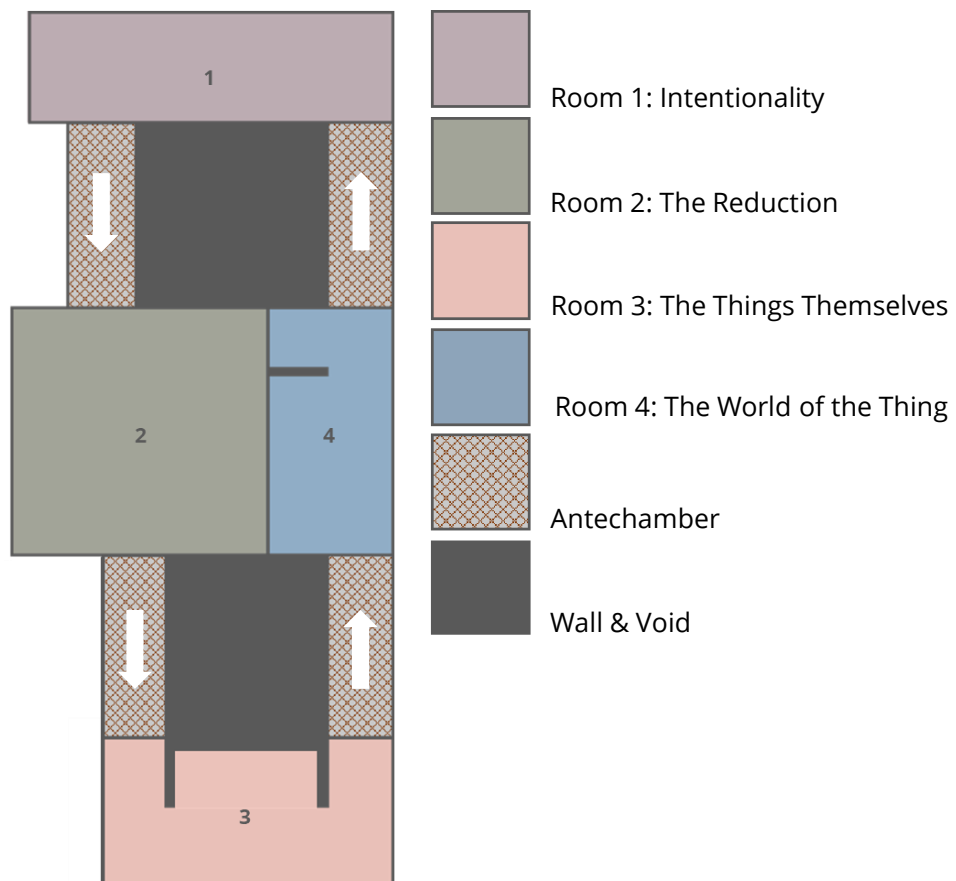 1
2
4
3
Room 1: Intentionality
Room 2: The Reduction
Room 3: The Things Themselves
Room 4: The World of the Thing
Antechamber
Wall & Void